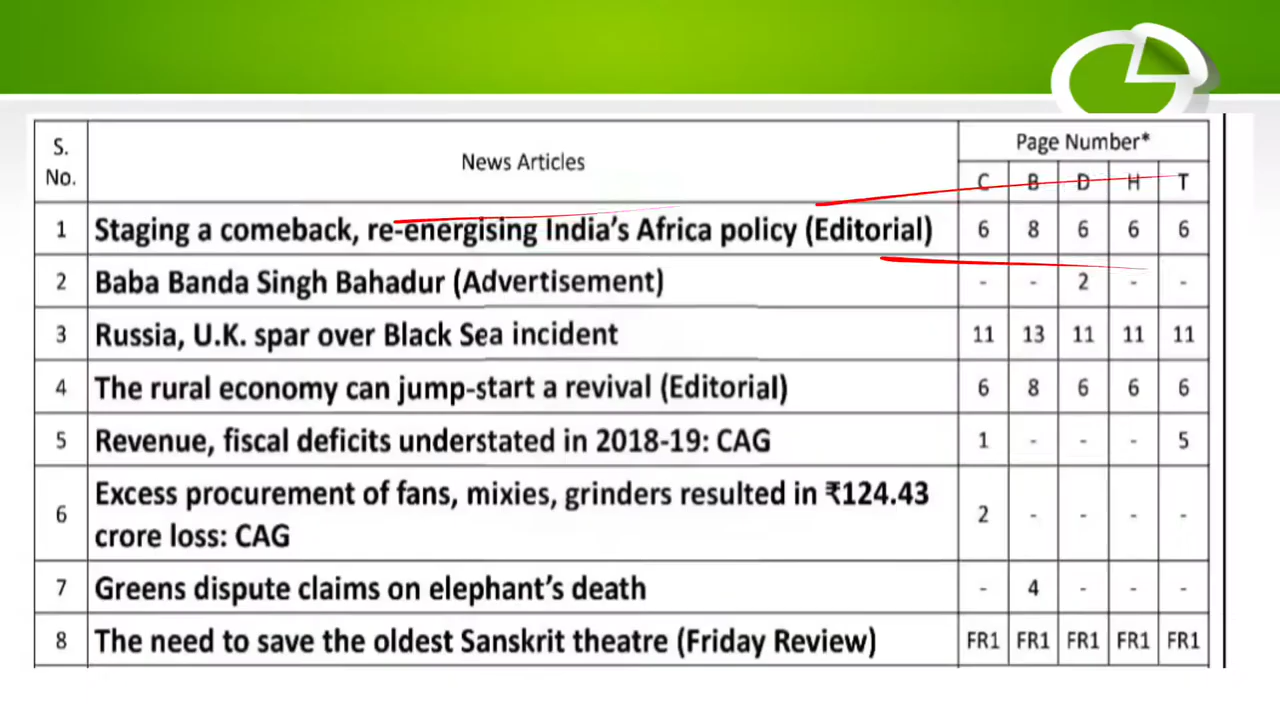 S. No. News Articles Page Number*
C B D H T
1 Staging a comeback, re-energising India's Africa policy (Editorial) 6 8 6 6 6
2 Baba Banda Singh Bahadur (Advertisement) - - 2 - -
3 Russia, U.K. spar over Black Sea incident 11 13 11 11 11
4 The rural economy can jump-start a revival (Editorial) 6 8 6 6 6
5 Revenue, fiscal deficits understated in 2018-19: CAG 1 - - - 5
6 Excess procurement of fans, mixies, grinders resulted in ₹124.43
crore loss: CAG 2 - - - -
7 Greens dispute claims on elephant's death - 4 - - -
8 The need to save the oldest Sanskrit theatre (Friday Review) FR1 FR1 FR1 FR1 FR1